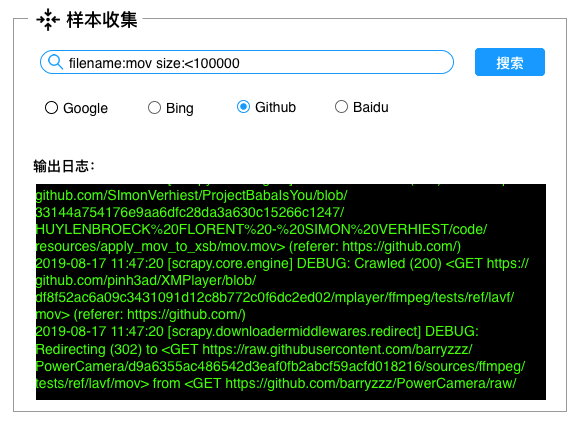 样本收集
filename:mov size:<100000
搜索
Google
Bing
Github
Baidu
输出日志：
github.com/SImonVerhiest/ProjectBabaIsYou/blob/
33144a754176e9aa6dfc28da3a630c15266c1247/
HUYLENBROECK%20FLORENT%20-%20SIMON%20VERHIEST/code/
resources/apply_mov_to_xsb/mov.mov> (referer: https://github.com/)
2019-08-17 11:47:20 [scrapy.core.engine] DEBUG: Crawled (200) <GET https://
github.com/pinh3ad/XMPlayer/blob/
df8f52ac6a09c3431091d12c8b772c0f6dc2ed02/mplayer/ffmpeg/tests/ref/lavf/
mov> (referer: https://github.com/)
2019-08-17 11:47:20 [scrapy.downloadermiddlewares.redirect] DEBUG:
Redirecting (302) to <GET https://raw.githubusercontent.com/barryzzz/
PowerCamera/d9a6355ac486542d3eaf0fb2abcf59acfd018216/sources/ffmpeg/
tests/ref/lavf/mov> from <GET https://github.com/barryzzz/PowerCamera/raw/